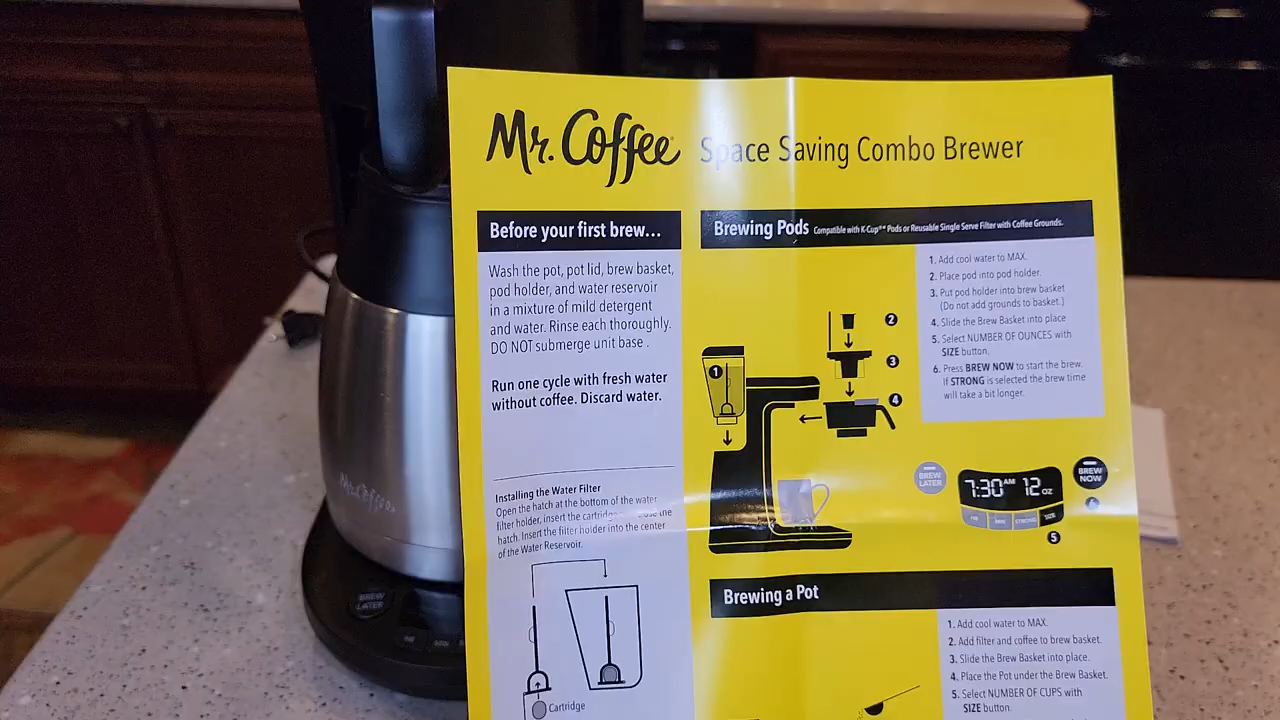 Mr. Coffee Space Saving Combo Brewer
Before your first brew...
Wash the pot, pot lid, brew basket,
pod holder, and water reservoir
in a mixture of mild detergent
and water. Rinse each thoroughly.
DO NOT submerge unit base .
Run one cycle with fresh water
without coffee. Discard water.
Installing the Water Filter
Open the hatch at the bottom of the water
filter holder, insert the cartridge the
hatch. Insert the filter holder into the center
of the Water Reservoir.
Cartridge
Brewing Pods Compatible with K-Cup®* Pods or Reusable Single Serve Filter with Coffee Grounds.
1. Add cool water to MAX.
2. Place pod into pod holder.
3. Put pod holder into brew basket
(Do not add grounds to basket.)
4. Slide the Brew Basket into place
5. Select NUMBER OF OUNCES with
SIZE button.
6. Press BREW NOW to start the brew.
If STRONG is selected the brew time
will take a bit longer.
1
2
3
4
BREW
LATER
7:30 AM 12 OZ
BREW
NOW
STRONG
SIZE
5
Brewing a Pot
1. Add cool water to MAX.
2. Add filter and coffee to brew basket.
3. Slide the Brew Basket into place.
4. Place the Pot under the Brew Basket.
5. Select NUMBER OF CUPS with
SIZE button.
Mr. Coffee
BREW
LATER